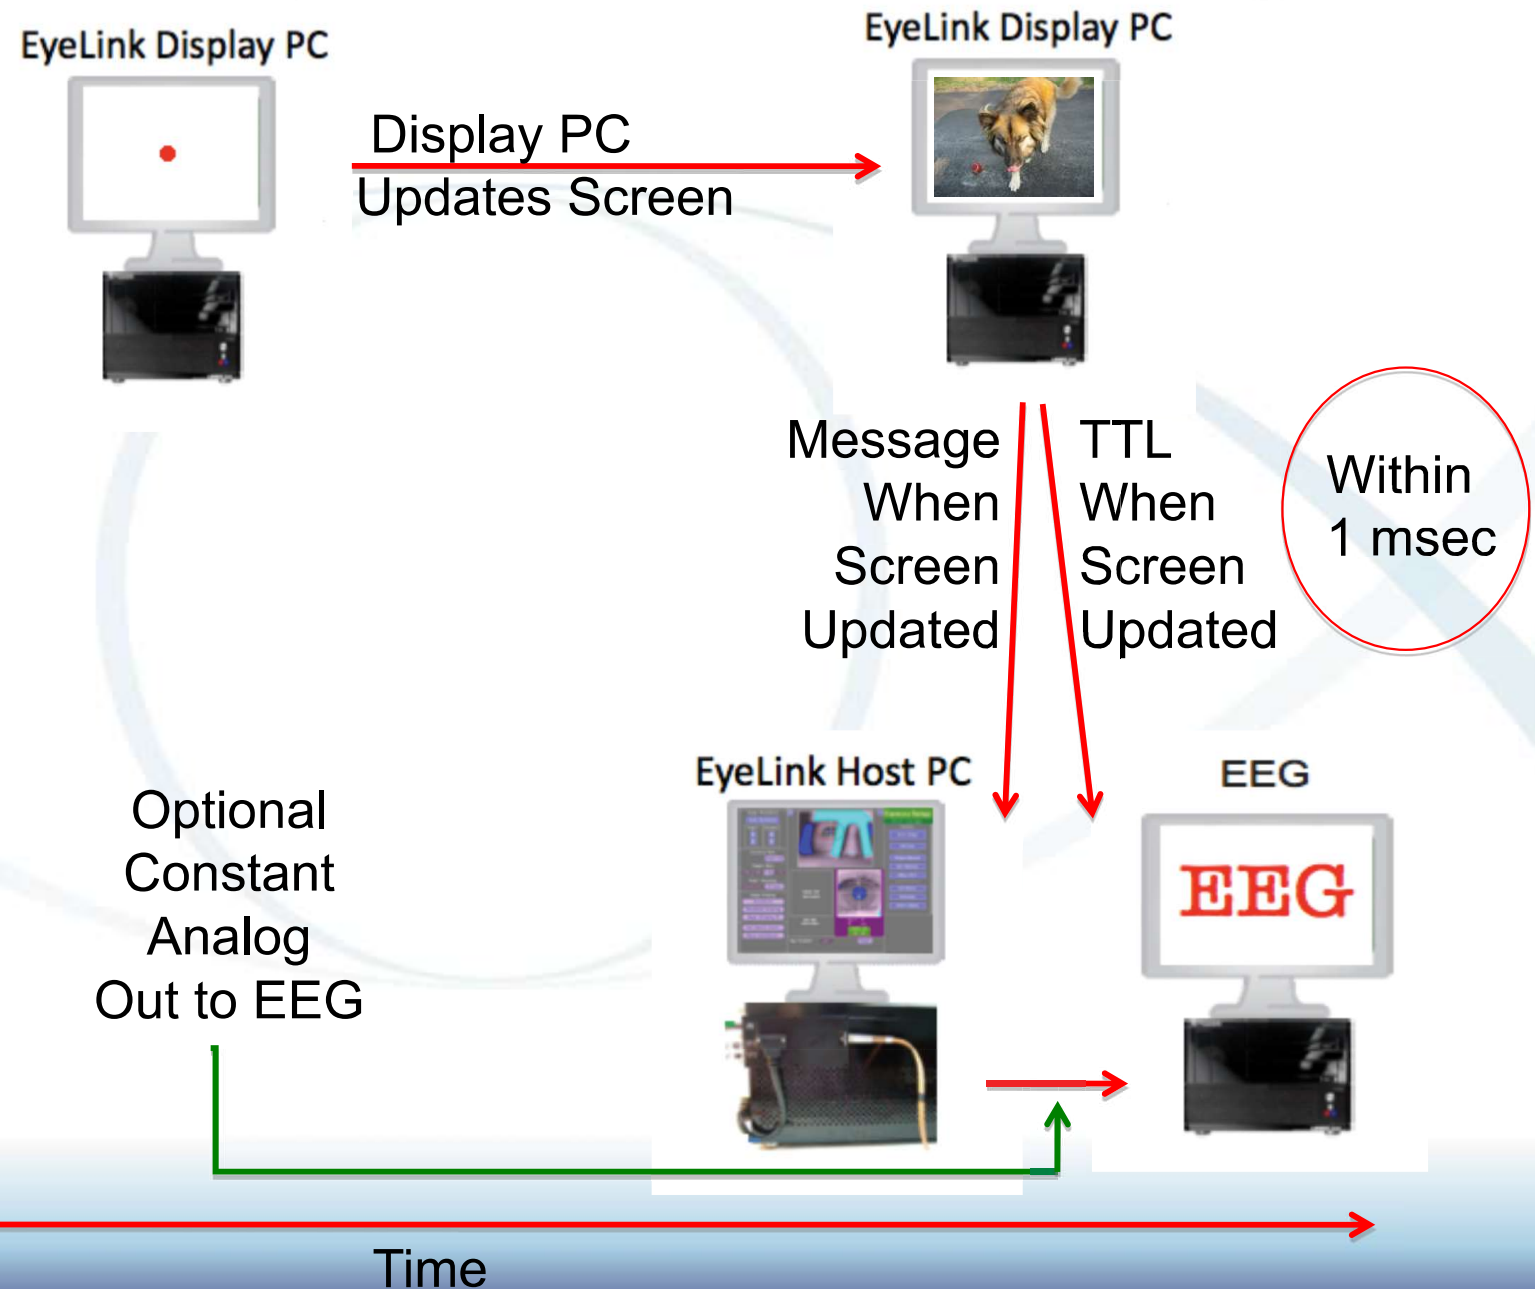 EyeLink Display PC
EyeLink Display PC
Display PC
Updates Screen
Message
When
Screen
Updated
TTL
When
Screen
Updated
Within
1 msec
Optional
Constant
Analog
Out to EEG
EyeLink Host PC
EEG
EEG
Time